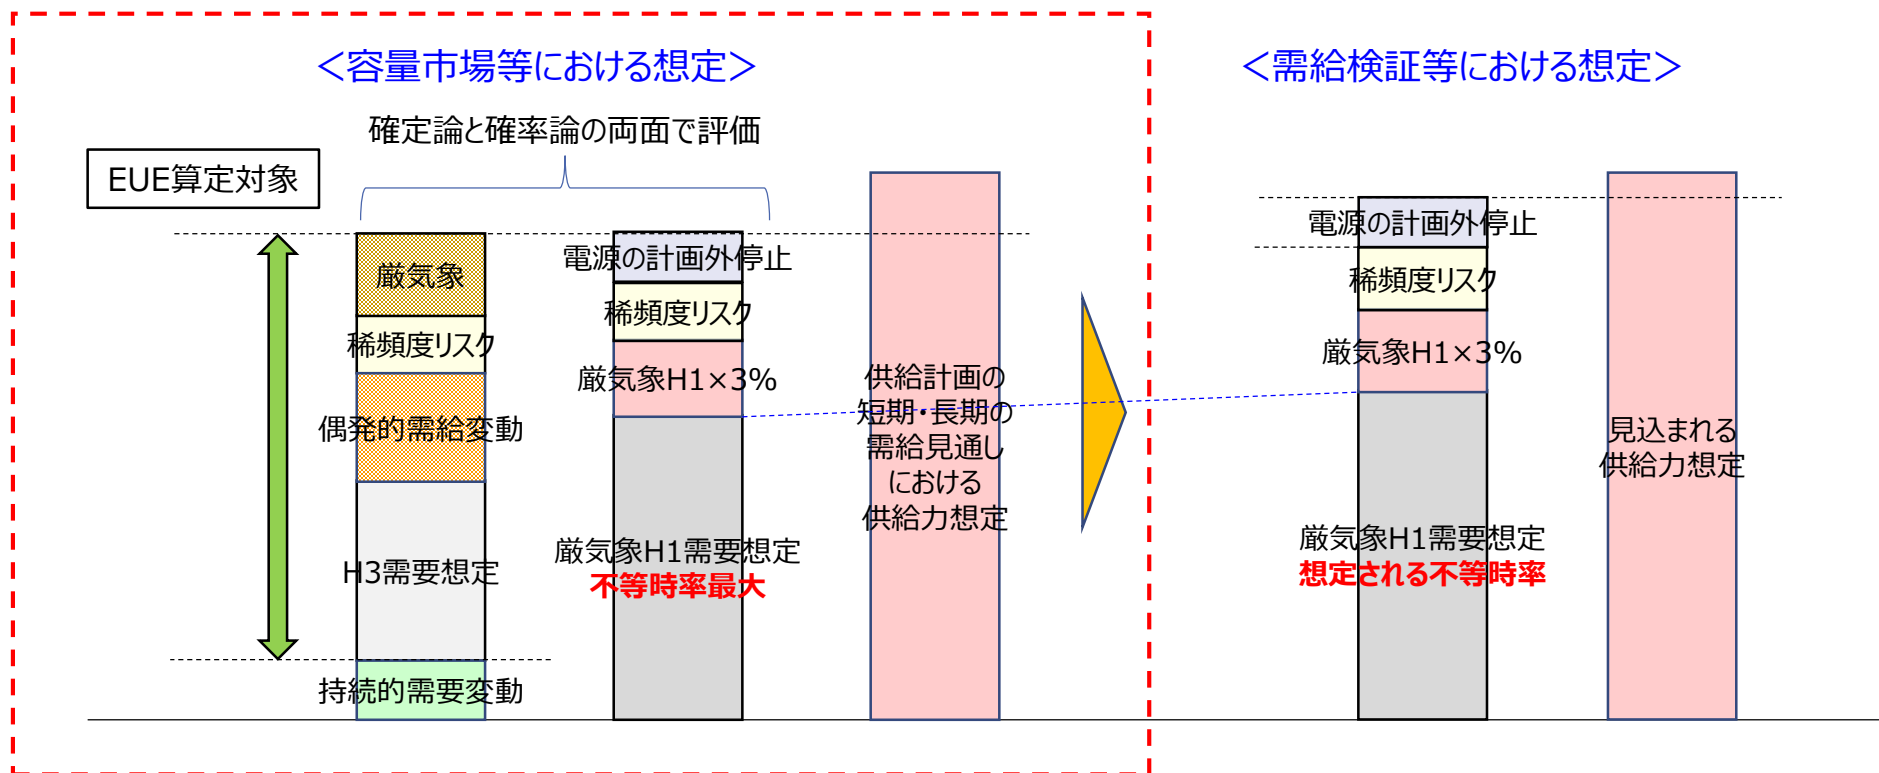 ＜容量市場等における想定＞
確定論と確率論の両面で評価
EUE算定対象
厳気象
稀頻度リスク
偶発的需給変動
H3需要想定
持続的需要変動
電源の計画外停止
稀頻度リスク
厳気象H1×3%
厳気象H1需要想定
不等時率最大
供給計画の
短期・長期の
需給見通し
における
供給力想定
＜需給検証等における想定＞
電源の計画外停止
稀頻度リスク
厳気象H1×3%
厳気象H1需要想定
想定される不等時率
見込まれる
供給力想定